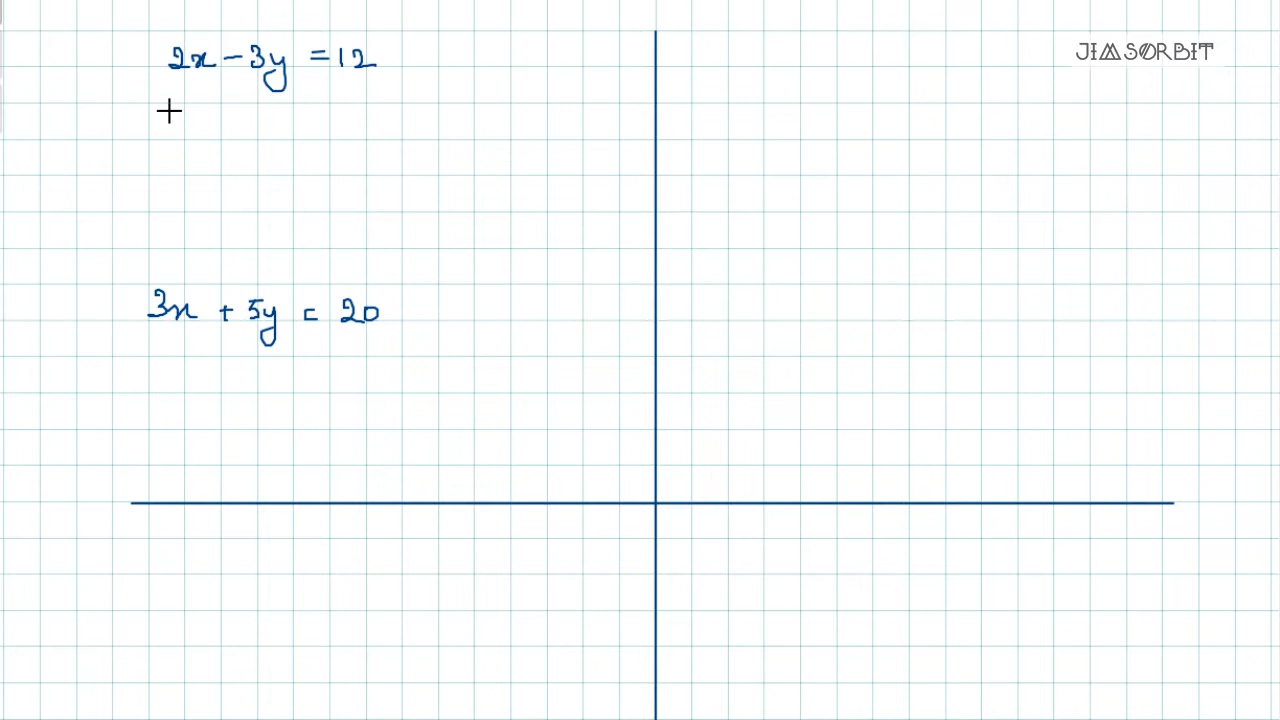 2x - 3y = 12
JIMSORBIT
3x + 5y = 20